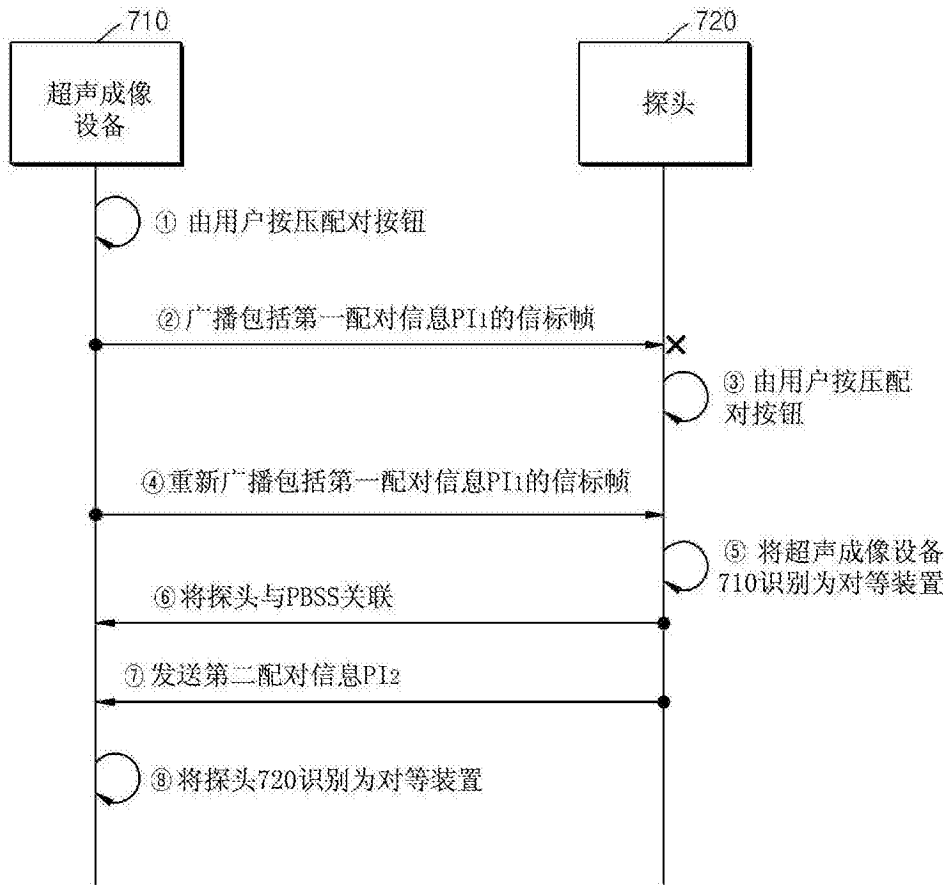 710
720
超声成像
设备
探头
① 由用户按压配对按钮
② 广播包括第一配对信息PI1的信标帧
③ 由用户按压配
对按钮
④ 重新广播包括第一配对信息PI1的信标帧
⑤ 将超声成像设备
710识别为对等装置
⑥ 将探头与PBSS关联
⑦ 发送第二配对信息PI2
⑧ 将探头720识别为对等装置